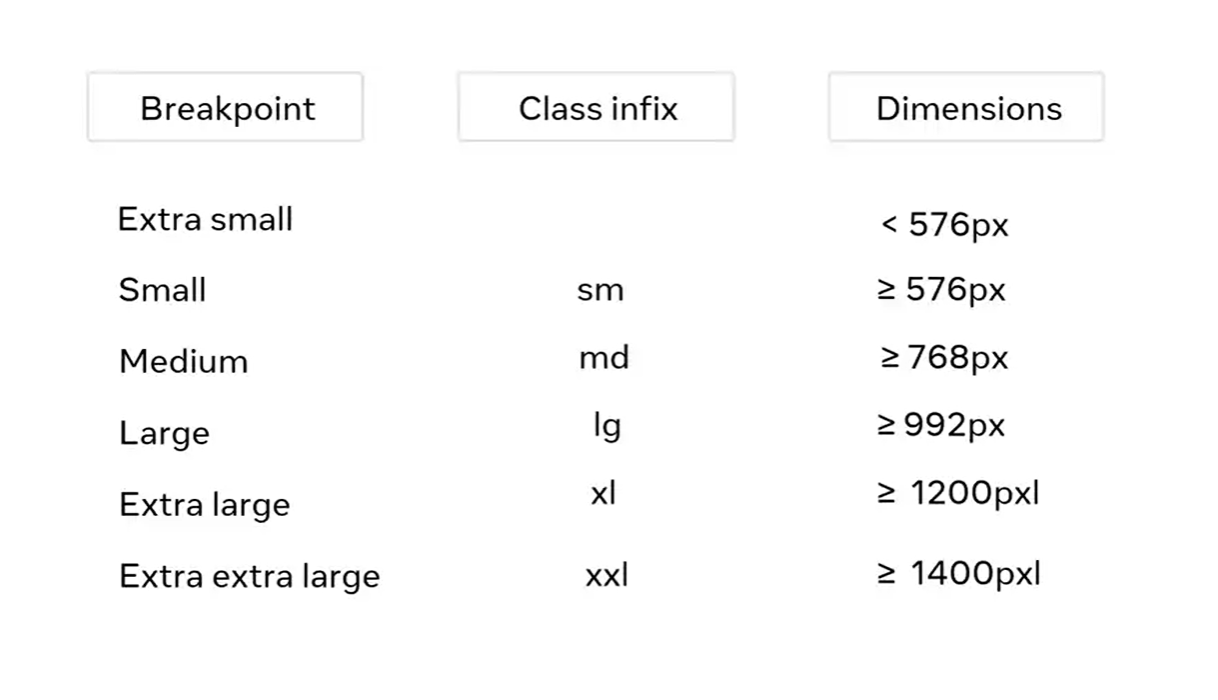 Breakpoint Class infix Dimensions
Extra small < 576px
Small sm ≥ 576px
Medium md ≥ 768px
Large lg ≥ 992px
Extra large xl ≥ 1200pxl
Extra extra large xxl ≥ 1400pxl